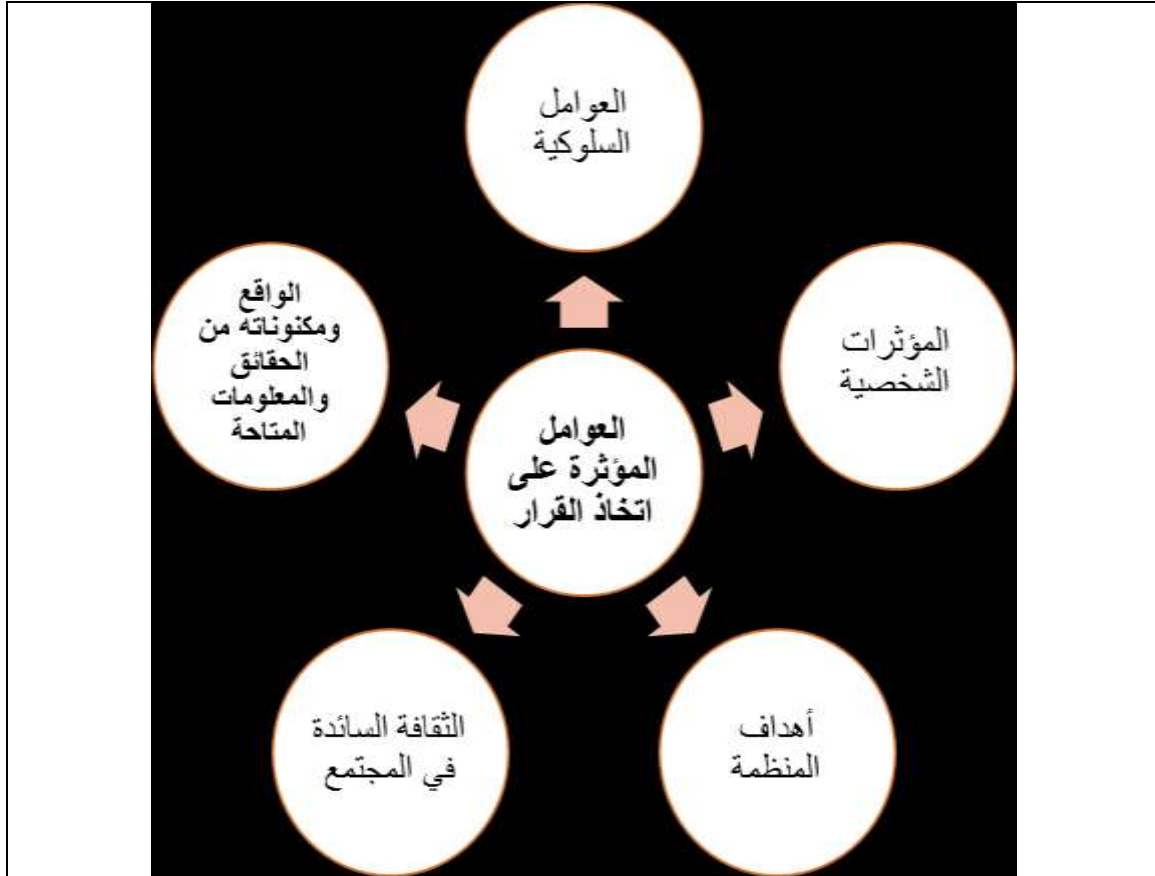 العوامل
السلوكية
المؤثرات
الشخصية
الواقع
ومكنوناته من
الحقائق
والمعلومات
المتاحة
العوامل
المؤثرة على
اتخاذ القرار
أهداف
المنظمة
الثقافة السائدة
في المجتمع